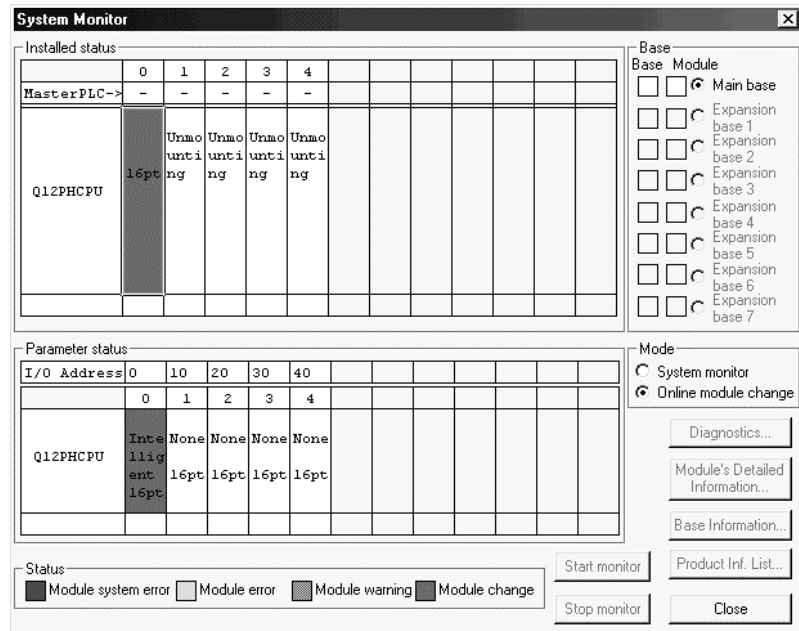 System Monitor
Installed status
0 1 2 3 4
MasterPLC-> - - - - -
Q12PHCPU
16pt
Unmo
unti
ng
Unmo
unti
ng
Unmo
unti
ng
Unmo
unti
ng
Base
Base Module
Main base
Expansion
base 1
Expansion
base 2
Expansion
base 3
Expansion
base 4
Expansion
base 5
Expansion
base 6
Expansion
base 7
Parameter status
I/O Address 0 10 20 30 40
0 1 2 3 4
Q12PHCPU
Inte
llig
ent
16pt
None
16pt
None
16pt
None
16pt
None
16pt
Mode
System monitor
Online module change
Diagnostics...
Module's Detailed
Information...
Base Information...
Product Inf. List...
Status
Module system error Module error Module warning Module change
Start monitor
Stop monitor
Close